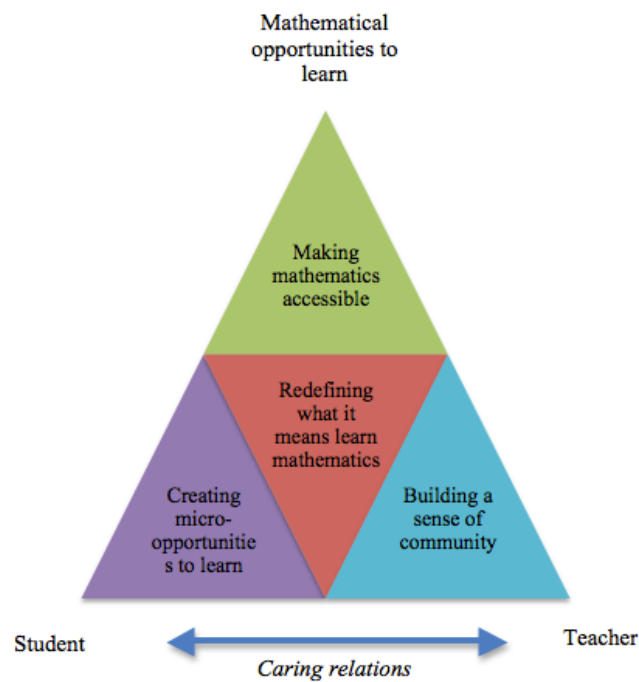 Mathematical
opportunities to
learn
Making
mathematics
accessible
Redefining
what it
means learn
mathematics
Creating
micro-
opportunitie
s to learn
Building a
sense of
community
Student
Teacher
Caring relations